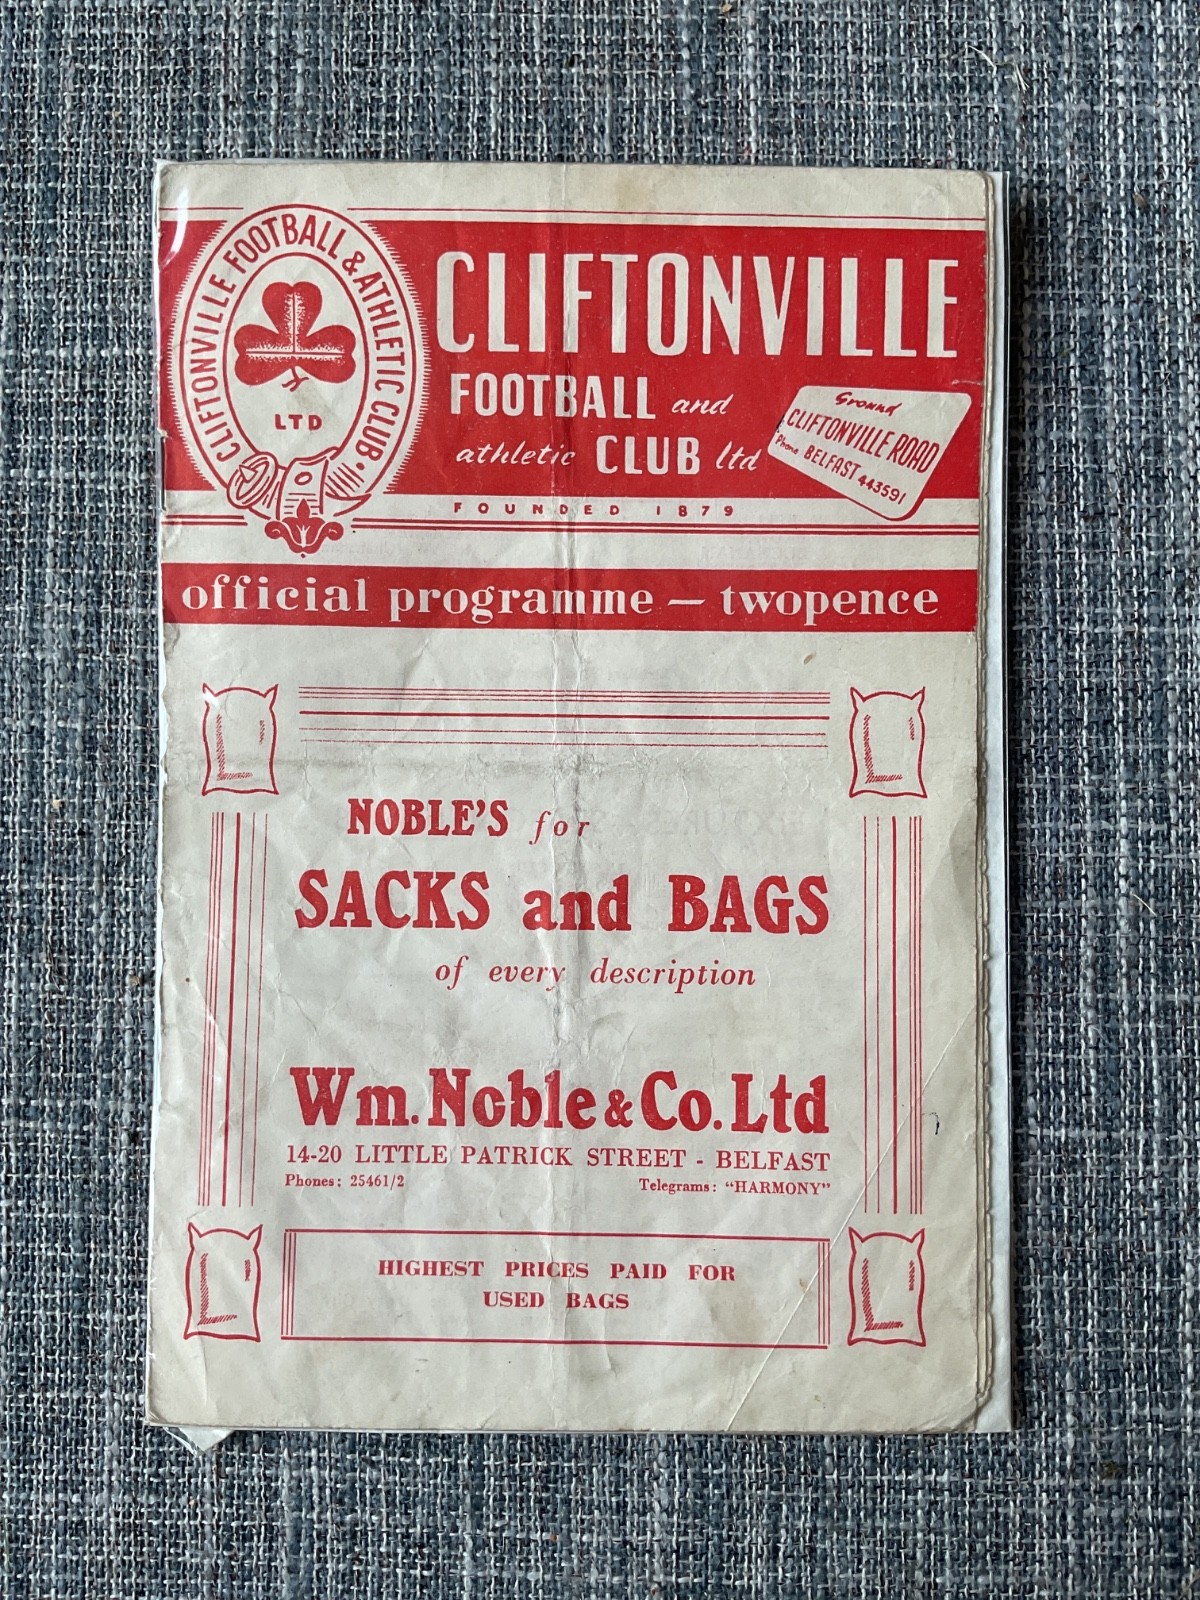 CLIFTONVILLE FOOTBALL & ATHLETIC CLUB
LTD
CLIFTONVILLE
FOOTBALL and
athletic CLUB ltd
Ground
CLIFTONVILLE ROAD
Phone BELFAST 443591
FOUNDED 1879
official programme — twopence
NOBLE'S for
SACKS and BAGS
of every description
Wm. Noble & Co. Ltd
14-20 LITTLE PATRICK STREET - BELFAST
Phones: 25461/2
Telegrams: "HARMONY"
HIGHEST PRICES PAID FOR
USED BAGS